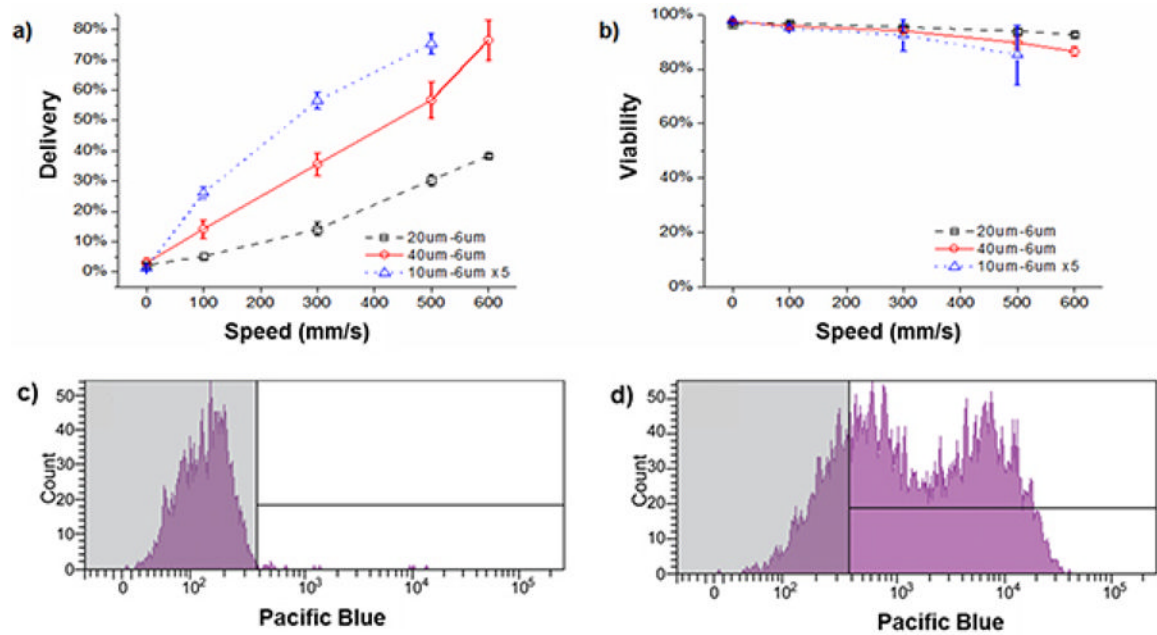 a)
80%
70%
60%
50%
40%
30%
20%
10%
0%
Delivery
20um-6um
40um-6um
10um-6um x5
0 100 200 300 400 500 600
Speed (mm/s)
b)
100%
80%
60%
40%
20%
0%
Viability
20um-6um
40um-6um
10um-6um x5
0 100 200 300 400 500 600
Speed (mm/s)
c)
50
40
30
20
10
0
Count
0 10² 10³ 10⁴ 10⁵
Pacific Blue
d)
50
40
30
20
10
0
Count
0 10² 10³ 10⁴ 10⁵
Pacific Blue